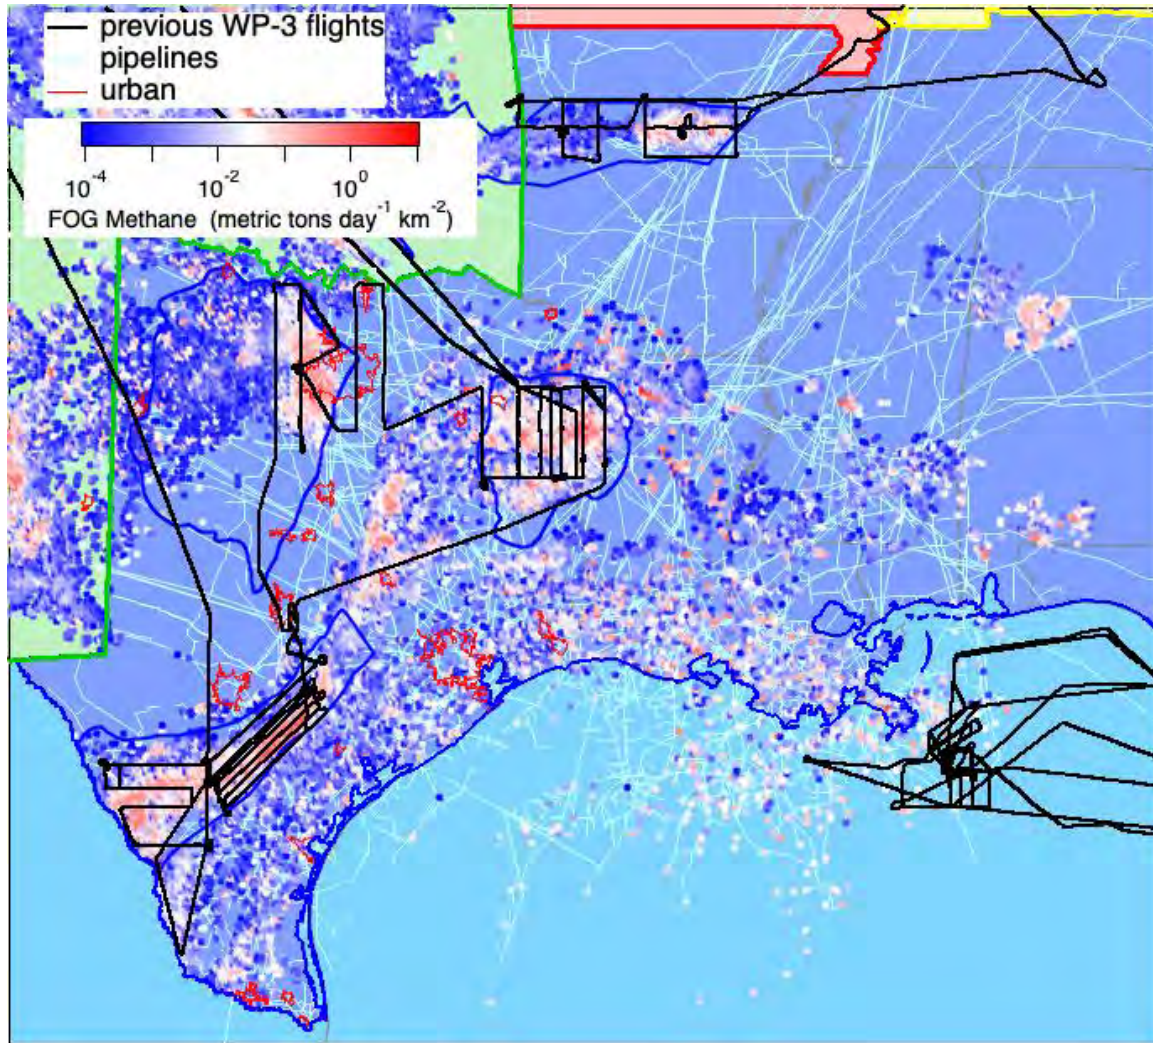 previous WP-3 flights
pipelines
urban
10⁻⁴ 10⁻² 10⁰
FOG Methane (metric tons day⁻¹ km⁻²)